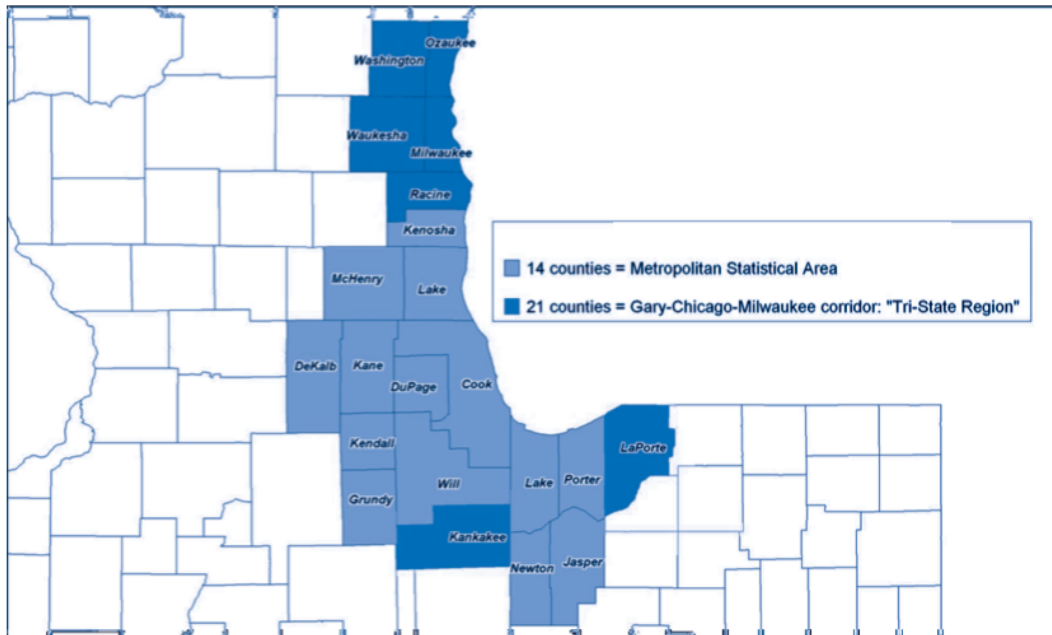 Ozaukee
Washington
Waukesha
Milwaukee
Racine
Kenosha
14 counties = Metropolitan Statistical Area
McHenry
Lake
21 counties = Gary-Chicago-Milwaukee corridor: "Tri-State Region"
DeKalb
Kane
DuPage
Cook
Kendall
LaPorte
Will
Lake
Porter
Grundy
Kankakee
Newton
Jasper